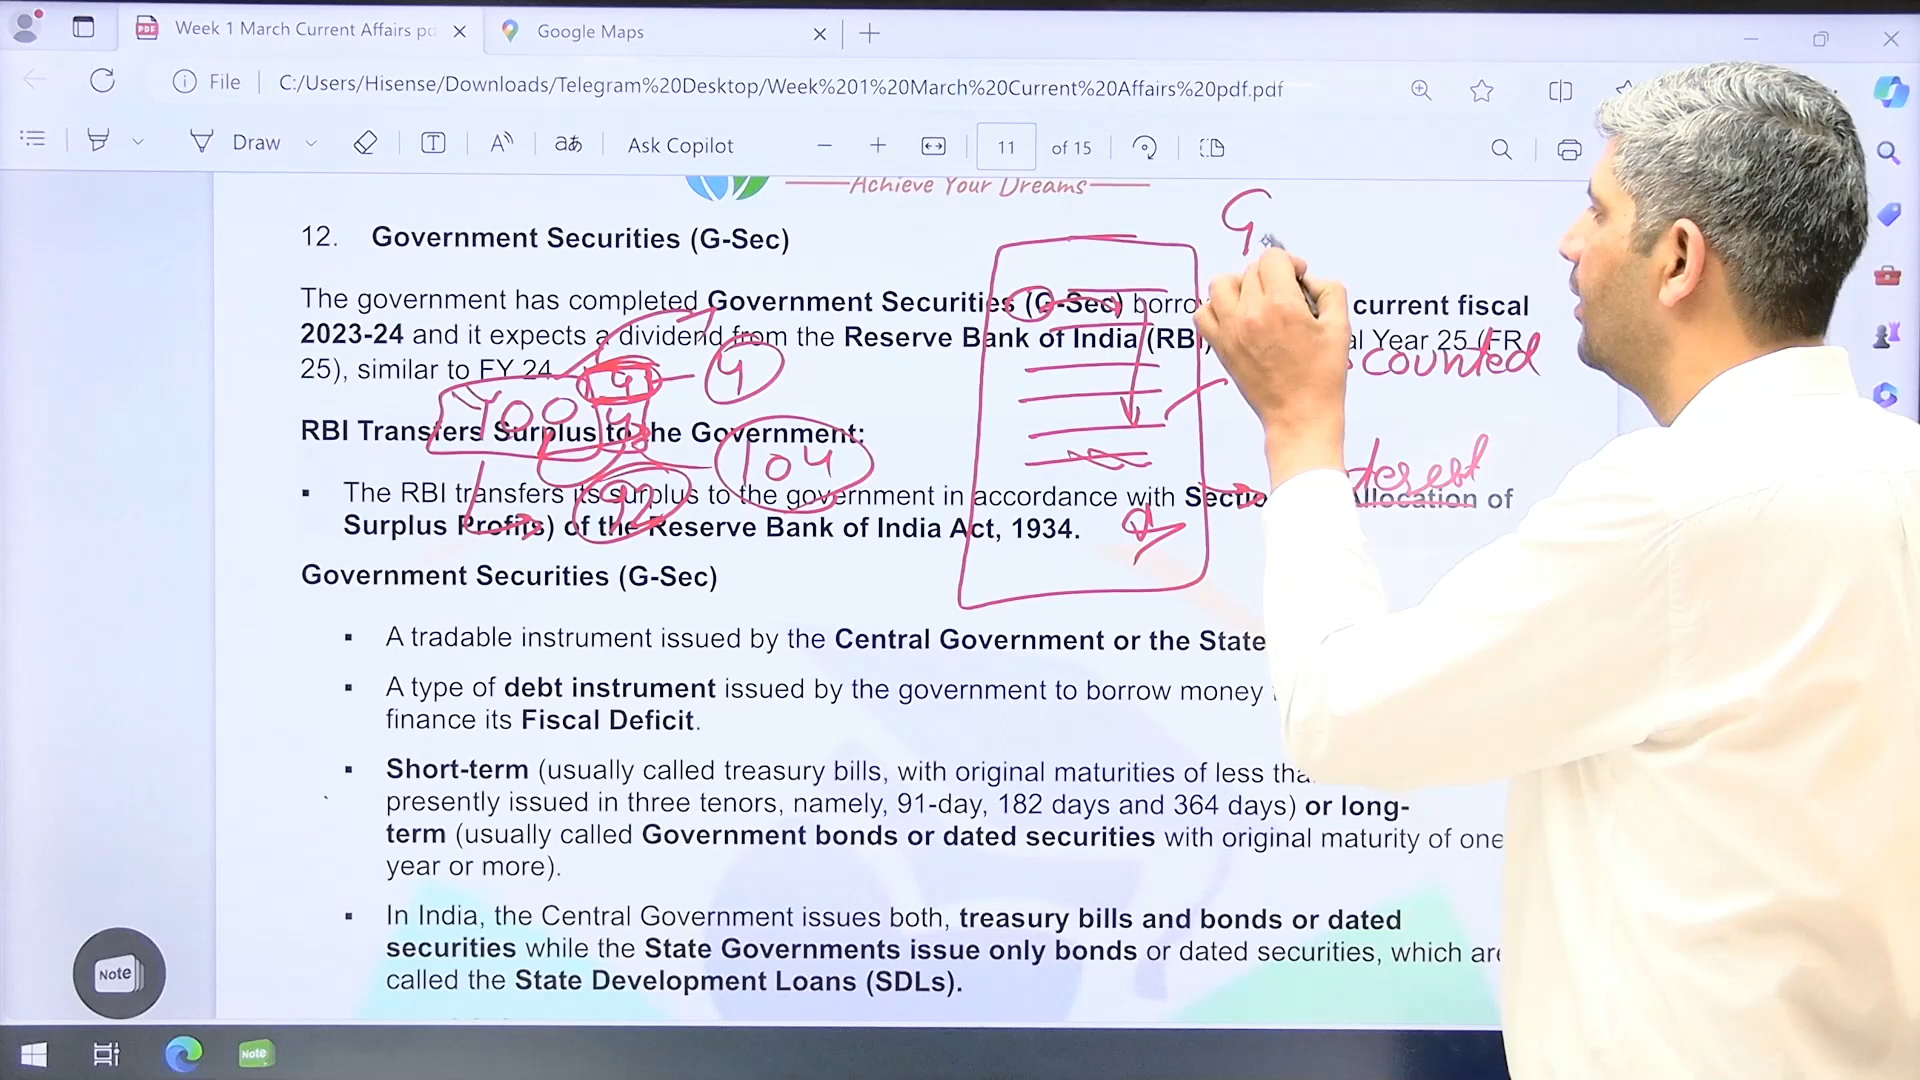 Week 1 March Current Affairs pd
Google Maps
File
C:/Users/Hisense/Downloads/Telegram%20Desktop/Week%201%20March%20Current%20Affairs%20pdf.pdf
Draw
Ask Copilot
11
of 15
Achieve Your Dreams
G
12. Government Securities (G-Sec)
The government has completed Government Securities (G-Sec) current fiscal
2023-24 and it expects a dividend from the Reserve Bank of India Year 25
25), similar to FY 24
counted
100
4
4
4
104
92
RBI Transfers Surplus to the Government:
terest
▪ The RBI transfers its surplus to the government in accordance with Allocation of
Surplus Profits) of the Reserve Bank of India Act, 1934.
Government Securities (G-Sec)
▪ A tradable instrument issued by the Central Government or the State
▪ A type of debt instrument issued by the government to borrow money
finance its Fiscal Deficit.
▪ Short-term (usually called treasury bills, with original maturities of less
presently issued in three tenors, namely, 91-day, 182 days and 364 days) or long-
term (usually called Government bonds or dated securities with original maturity of one
year or more).
▪ In India, the Central Government issues both, treasury bills and bonds or dated
securities while the State Governments issue only bonds or dated securities, which are
called the State Development Loans (SDLs).
Note
Note